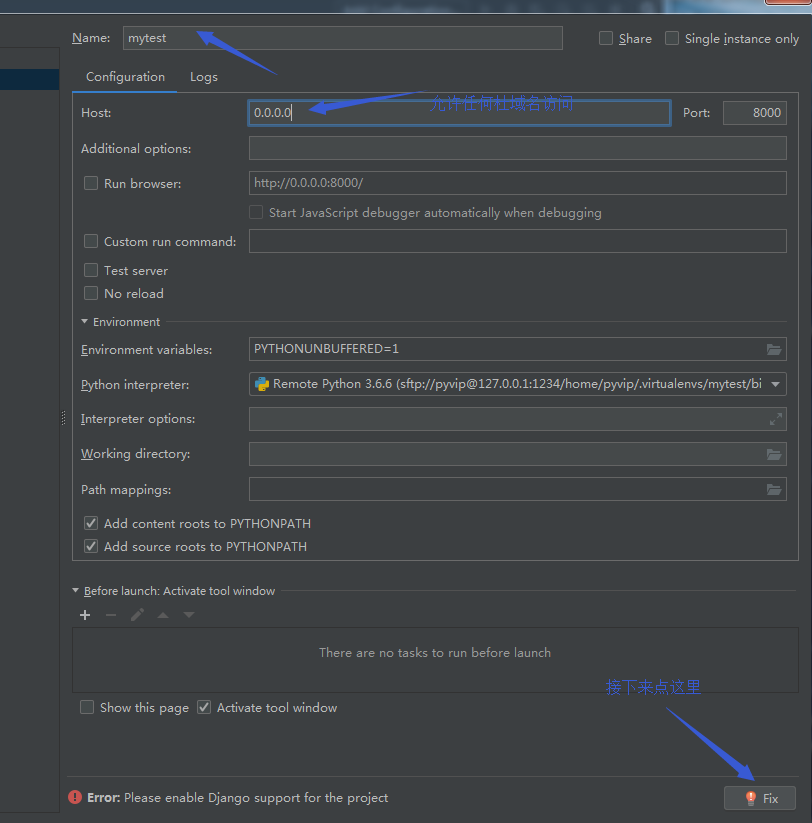 Name: mytest Share Single instance only
Configuration Logs
允许任何杜域名访问
Host: 0.0.0.0 Port: 8000
Additional options:
Run browser: http://0.0.0.0:8000/
Start JavaScript debugger automatically when debugging
Custom run command:
Test server
No reload
Environment
Environment variables: PYTHONUNBUFFERED=1
Python interpreter: Remote Python 3.6.6 (sftp://pyvip@127.0.0.1:1234/home/pyvip/.virtualenvs/mytest/bi
Interpreter options:
Working directory:
Path mappings:
Add content roots to PYTHONPATH
Add source roots to PYTHONPATH
Before launch: Activate tool window
There are no tasks to run before launch
接下来点这里
Show this page Activate tool window
Error: Please enable Django support for the project Fix